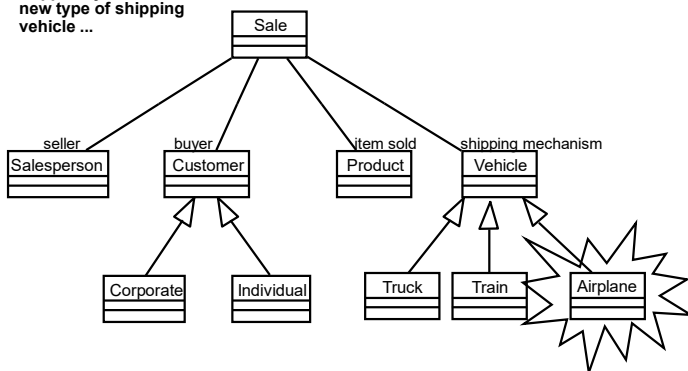 new type of shipping
vehicle ...
Sale
seller
buyer
item sold
shipping mechanism
Salesperson
Customer
Product
Vehicle
Corporate
Individual
Truck
Train
Airplane